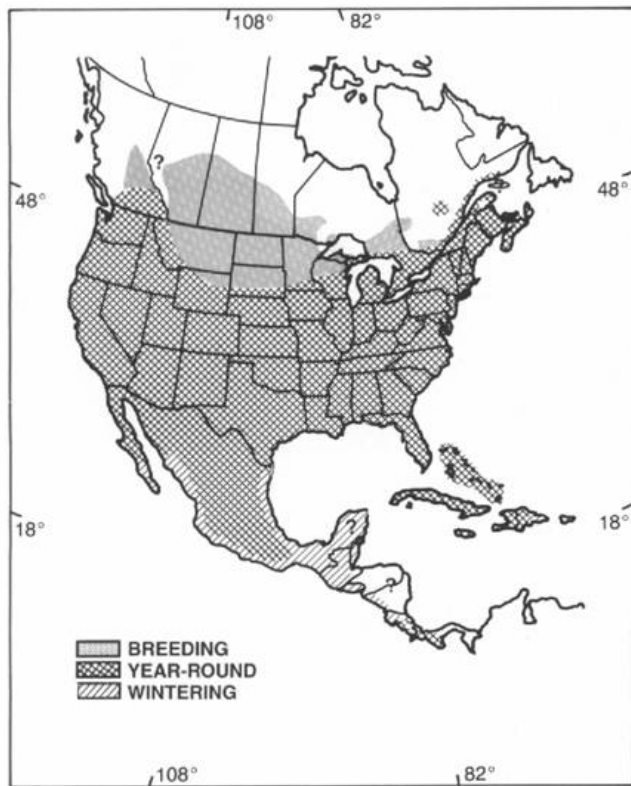 108° 82°
?
48° 48°
?
18° 18°
?
BREEDING
YEAR-ROUND
WINTERING
108° 82°